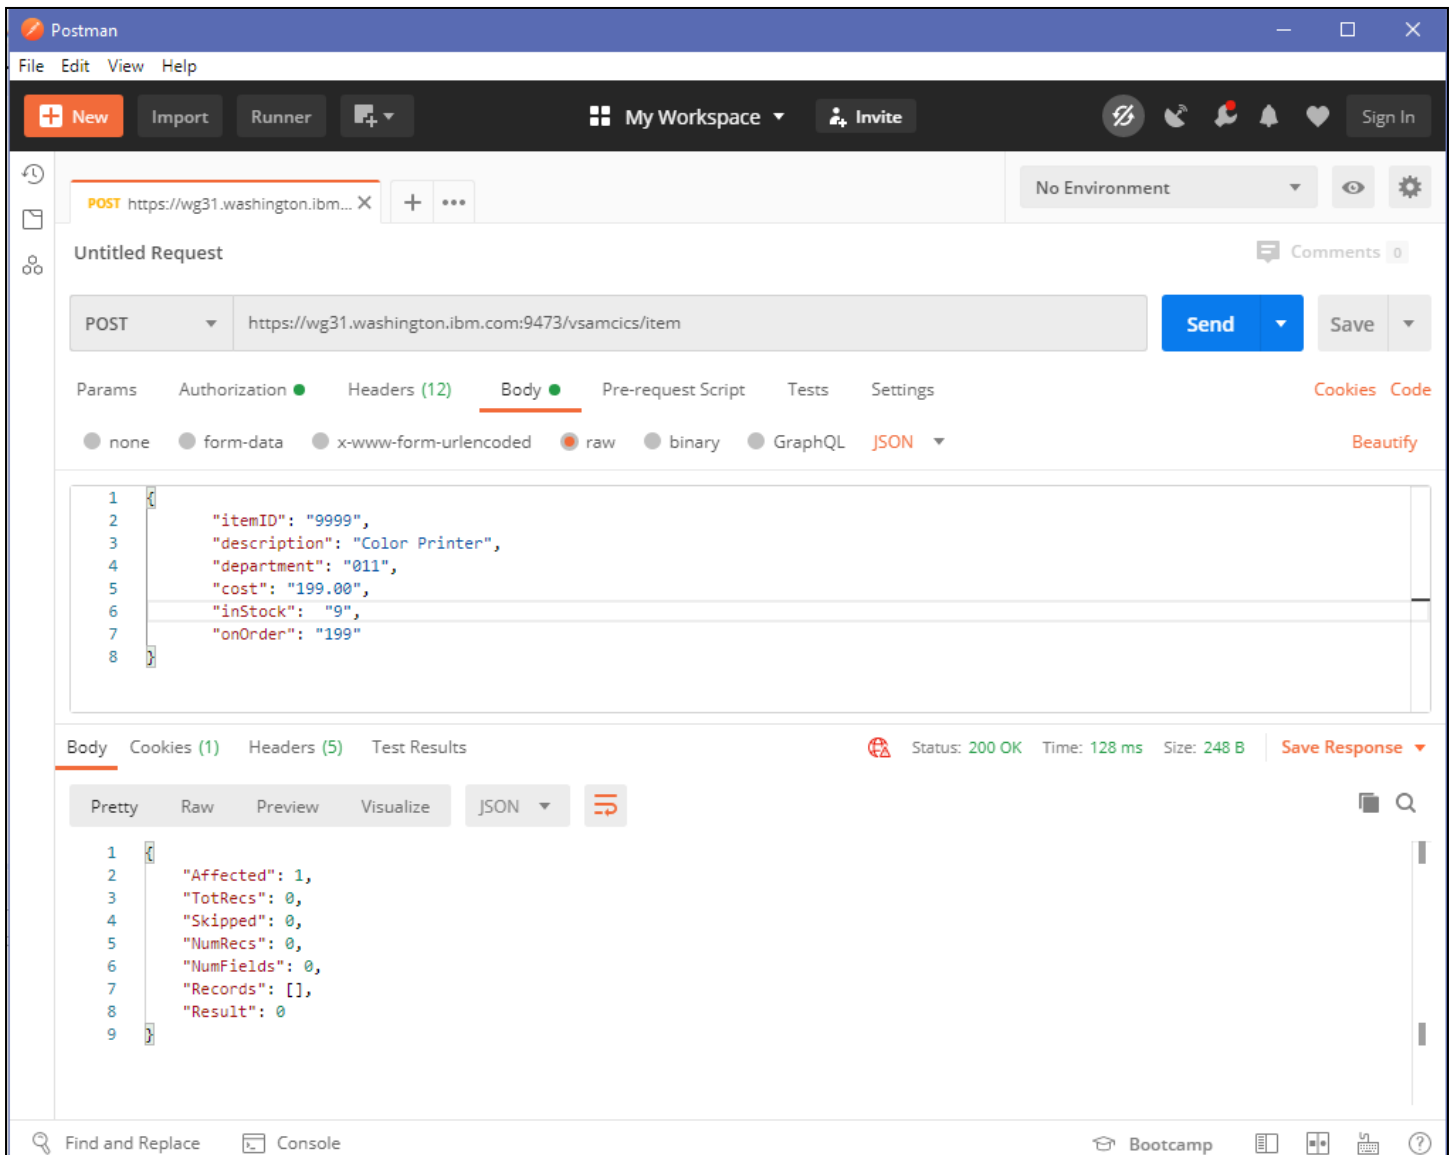 Postman
File Edit View Help
New Import Runner My Workspace Invite Sign In
POST https://wg31.washington.ibm... No Environment
Untitled Request Comments 0
POST https://wg31.washington.ibm.com:9473/vsamcics/item Send Save
Params Authorization Headers (12) Body Pre-request Script Tests Settings Cookies Code
none form-data x-www-form-urlencoded raw binary GraphQL JSON Beautify
1 {
2 "itemID": "9999",
3 "description": "Color Printer",
4 "department": "011",
5 "cost": "199.00",
6 "inStock":  "9",
7 "onOrder": "199"
8 }
Body Cookies (1) Headers (5) Test Results Status: 200 OK Time: 128 ms Size: 248 B Save Response
Pretty Raw Preview Visualize JSON
1 {
2 "Affected": 1,
3 "TotRecs": 0,
4 "Skipped": 0,
5 "NumRecs": 0,
6 "NumFields": 0,
7 "Records": [],
8 "Result": 0
9 }
Find and Replace Console Bootcamp